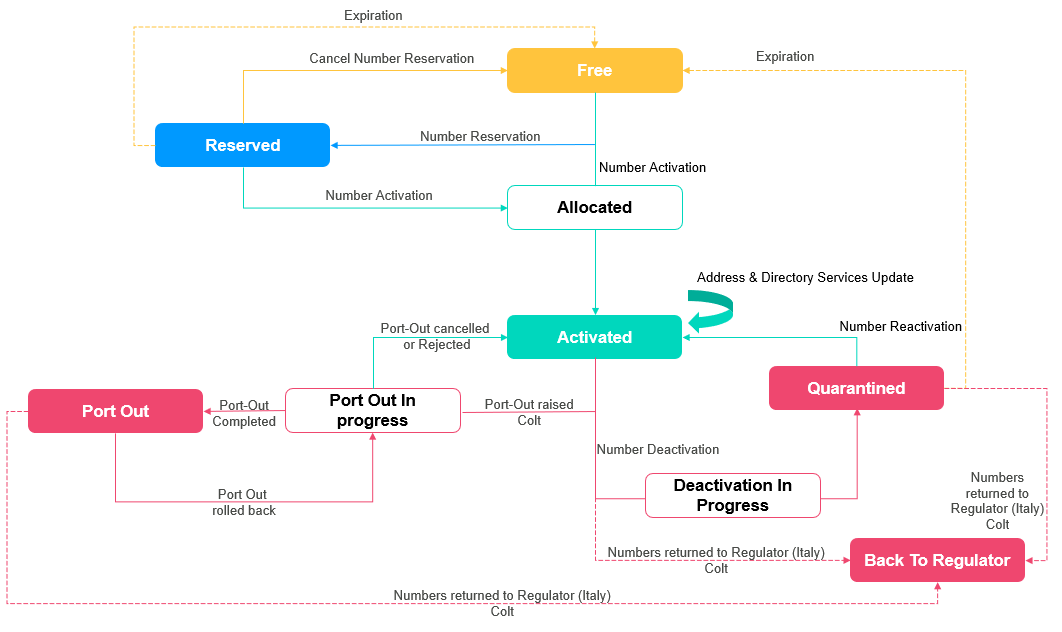 Expiration
Cancel Number Reservation
Expiration
Free
Number Reservation
Reserved
Number Activation
Number Activation
Allocated
Address & Directory Services Update
Port-Out cancelled
or Rejected
Activated
Number Reactivation
Quarantined
Port Out
Port-Out
Completed
Port Out In
progress
Port-Out raised
Colt
Number Deactivation
Deactivation In
Progress
Port Out
rolled back
Numbers
returned to
Regulator (Italy)
Colt
Numbers returned to Regulator (Italy)
Colt
Back To Regulator
Numbers returned to Regulator (Italy)
Colt